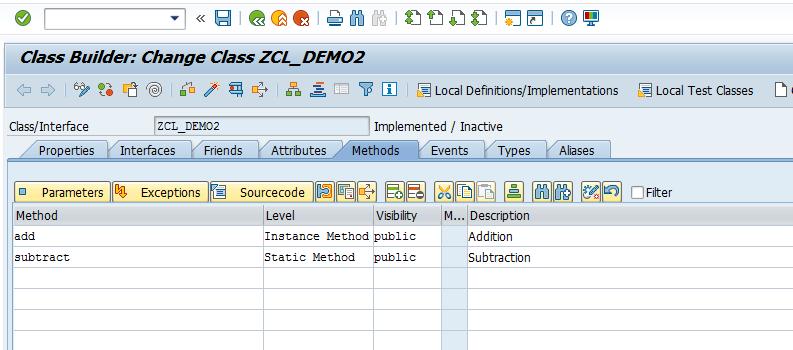 Class Builder: Change Class ZCL_DEMO2
Local Definitions/Implementations Local Test Classes
Class/Interface ZCL_DEMO2 Implemented / Inactive
Properties Interfaces Friends Attributes Methods Events Types Aliases
Parameters Exceptions Sourcecode Filter
Method Level Visibility M... Description
add Instance Method public Addition
subtract Static Method public Subtraction